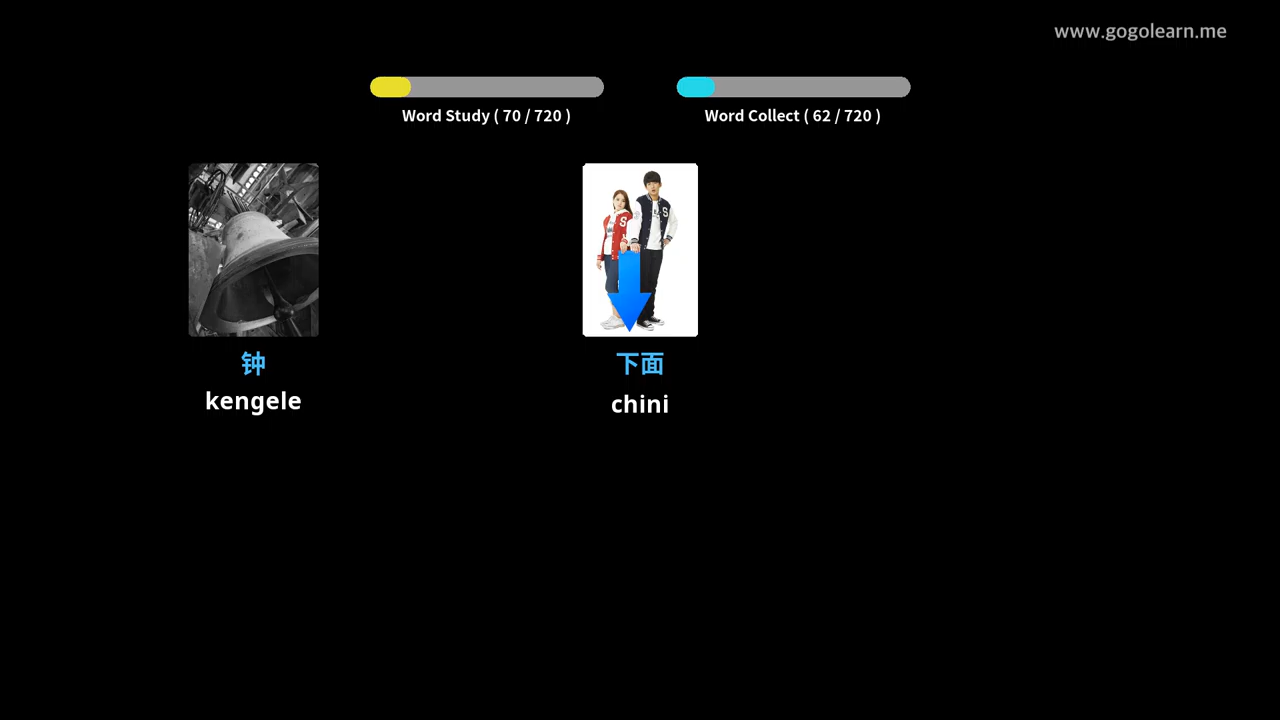 www.gogolearn.me
Word Study ( 70 / 720 )
Word Collect ( 62 / 720 )
钟
kengele
下面
chini